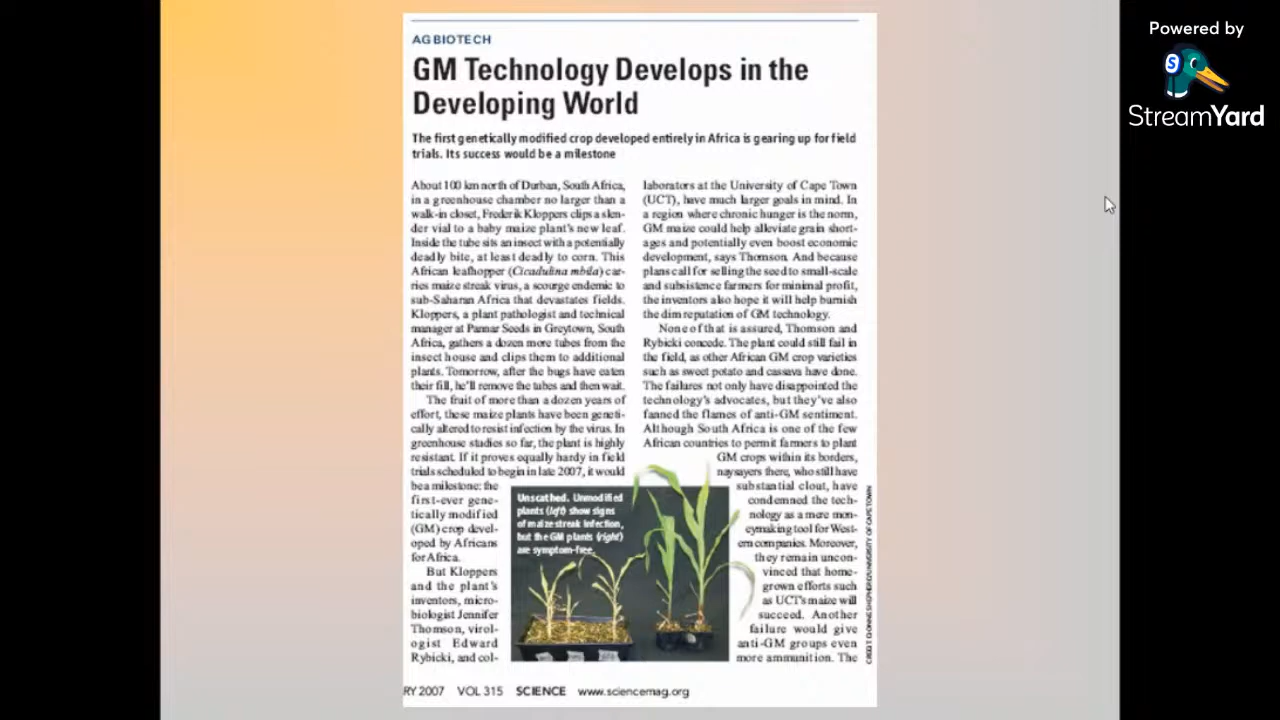 AGBIOTECH
GM Technology Develops in the
Developing World
The first genetically modified crop developed entirely in Africa is gearing up for field
trials. Its success would be a milestone
About 100 km north of Durban, South Africa,
in a greenhouse chamber no larger than a
walk-in closet, Frederik Kloppers clips a slen-
der vial to a baby maize plant's new leaf.
Inside the tube sits an insect with a potentially
deadly bite, at least deadly to corn. This
African leafhopper (Cicadulina mbila) car-
ries maize streak virus, a scourge endemic to
sub-Saharan Africa that devastates fields.
Kloppers, a plant pathologist and technical
manager at Pannar Seeds in Greytown, South
Africa, gathers a dozen more tubes from the
insect house and clips them to additional
plants. Tomorrow, after the bugs have eaten
their fill, he'll remove the tubes and then wait.
The fruit of more than a dozen years of
effort, these maize plants have been geneti-
cally altered to resist infection by the virus. In
greenhouse studies so far, the plant is highly
resistant. If it proves equally hardy in field
trials scheduled to begin in late 2007, it would
be a milestone: the
first-ever gene-
tically modified
(GM) crop devel-
oped by Africans
for Africa.
But Kloppers
and the plant's
inventors, micro-
biologist Jennifer
Thomson, virol-
ogist Edward
Rybicki, and col-
laborators at the University of Cape Town
(UCT), have much larger goals in mind. In
a region where chronic hunger is the norm,
GM maize could help alleviate grain short-
ages and potentially even boost economic
development, says Thomson. And because
plans call for selling the seed to small-scale
and subsistence farmers for minimal profit,
the inventors also hope it will help burnish
the dim reputation of GM technology.
None of that is assured, Thomson and
Rybicki concede. The plant could still fail in
the field, as other African GM crop varieties
such as sweet potato and cassava have done.
The failures not only have disappointed the
technology's advocates, but they've also
fanned the flames of anti-GM sentiment.
Although South Africa is one of the few
African countries to permit farmers to plant
GM crops within its borders,
naysayers there, who still have
substantial clout, have
condemned the tech-
nology as a mere mon-
eymaking tool for West-
ern companies. Moreover,
they remain uncon-
vinced that home-
grown efforts such
as UCT's maize will
succeed. Another
failure would give
anti-GM groups even
more ammunition. The
Unscathed. Unmodified
plants (left) show signs
of maize streak infection,
but the GM plants (right)
are symptom-free.
RY 2007 VOL 315 SCIENCE www.sciencemag.org
Powered by
S
StreamYard